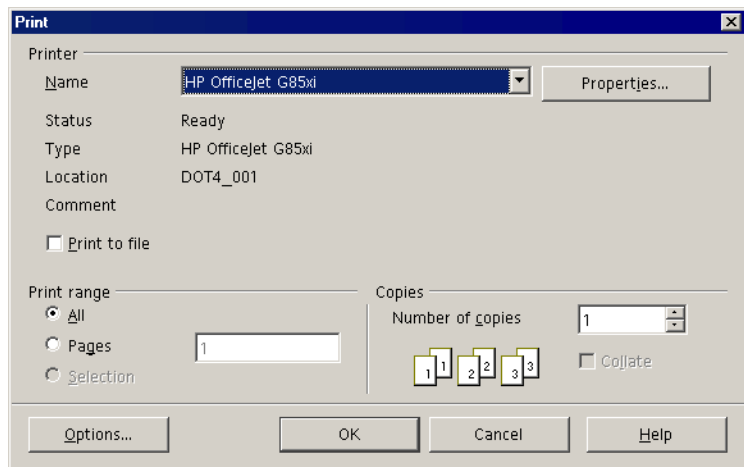 Print
Printer
Name HP OfficeJet G85xi Properties...
Status Ready
Type HP OfficeJet G85xi
Location DOT4_001
Comment
Print to file
Print range Copies
All Number of copies 1
Pages 1
1 1 2 2 3 3 Collate
Selection
Options... OK Cancel Help